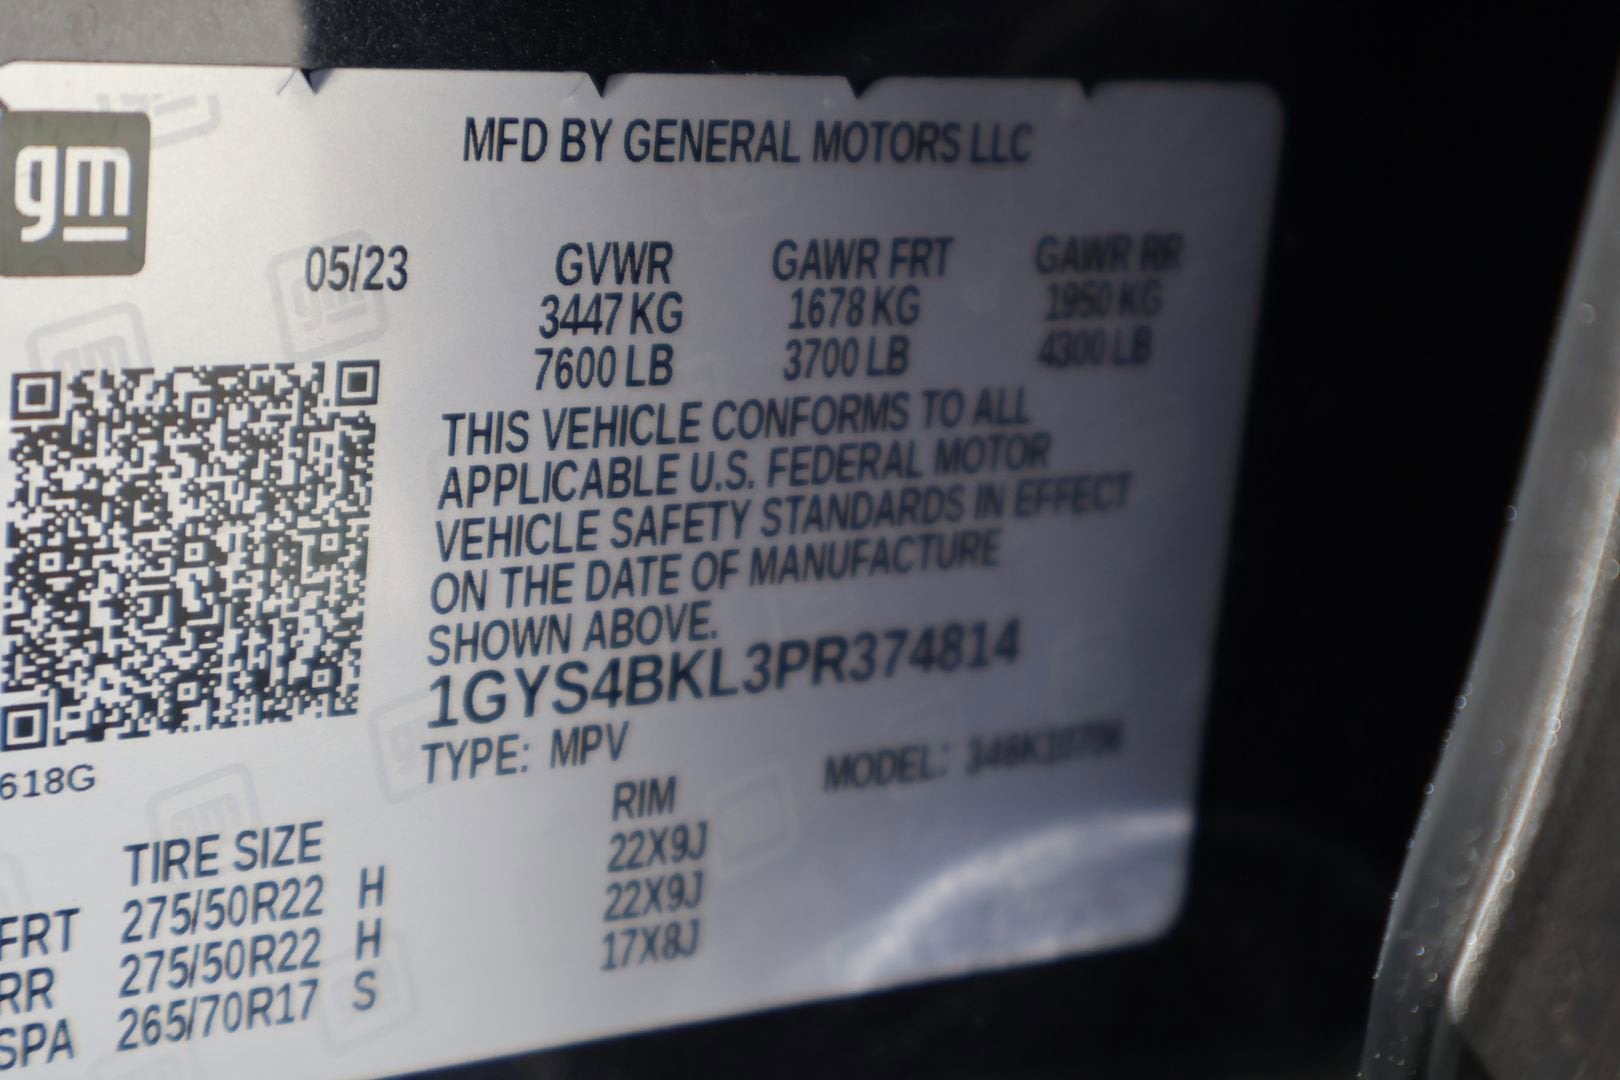 gm
MFD BY GENERAL MOTORS LLC
05/23 GVWR GAWR FRT GAWR RR
3447 KG 1678 KG 1950 KG
7600 LB 3700 LB 4300 LB
THIS VEHICLE CONFORMS TO ALL
APPLICABLE U.S. FEDERAL MOTOR
VEHICLE SAFETY STANDARDS IN EFFECT
ON THE DATE OF MANUFACTURE
SHOWN ABOVE.
1GYS4BKL3PR374814
618G
TYPE: MPV MODEL:
TIRE SIZE RIM
FRT 275/50R22 H 22X9J
RR 275/50R22 H 22X9J
SPA 265/70R17 S 17X8J